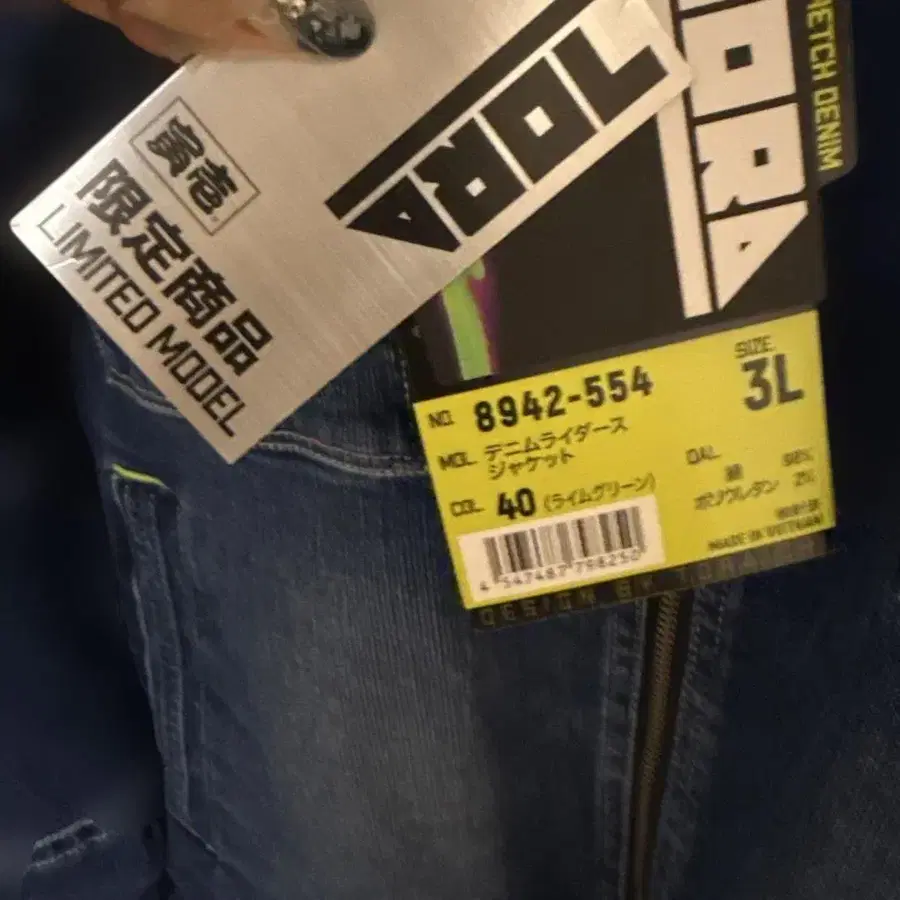 寅壱
限定商品
LIMITED MODEL
TORA
TORA
STRETCH DENIM
NO. 8942-554
SIZE.
3L
MDL. デニムライダース
ジャケット
COL. 40 (ライムグリーン)
QAL.
綿 98%
ポリウレタン 2%
MADE IN VIETNAM
4 547487 798250
DESIGN BY TORAICHI